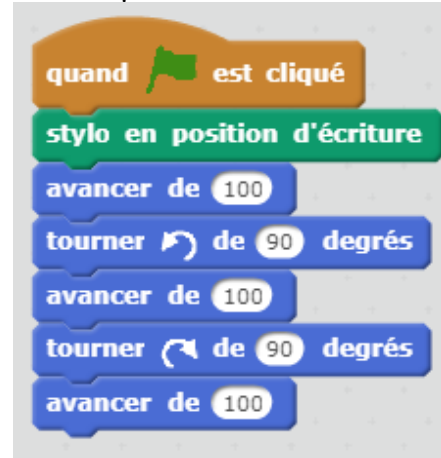 quand est cliqué
stylo en position d'écriture
avancer de 100
tourner de 90 degrés
avancer de 100
tourner de 90 degrés
avancer de 100